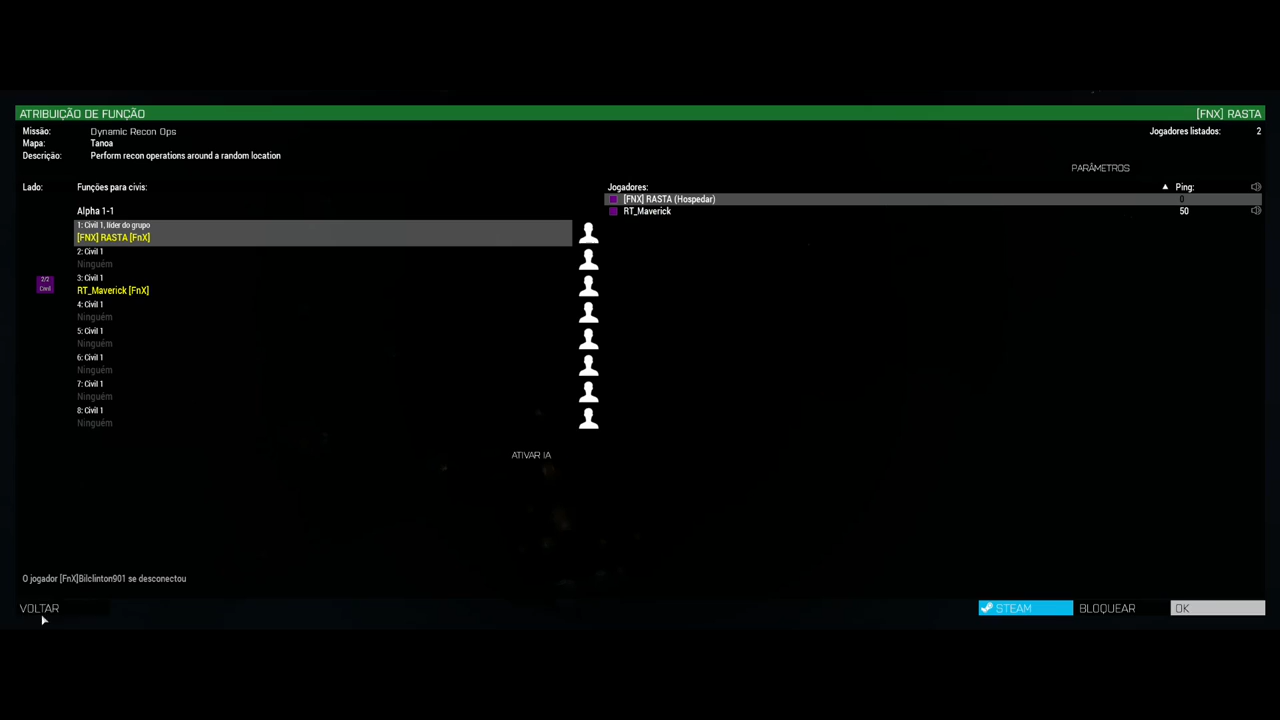 ATRIBUIÇÃO DE FUNÇÃO [FNX] RASTA
Missão: Dynamic Recon Ops Jogadores listados: 2
Mapa: Tanoa
Descrição: Perform recon operations around a random location
PARÂMETROS
Lado: Funções para civis: Jogadores: Ping:
[FNX] RASTA (Hospedar) 0
Alpha 1-1 RT_Maverick 50
1: Civil 1, líder do grupo
[FNX] RASTA [FnX]
2: Civil 1
Ninguém
3: Civil 1
2/2
Civil
RT_Maverick [FnX]
4: Civil 1
Ninguém
5: Civil 1
Ninguém
6: Civil 1
Ninguém
7: Civil 1
Ninguém
8: Civil 1
Ninguém
ATIVAR IA
O jogador [FnX]Bilclinton901 se desconectou
VOLTAR STEAM BLOQUEAR OK